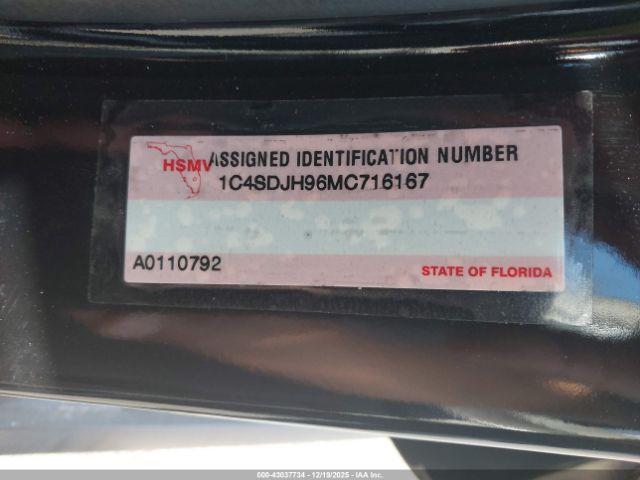 ASSIGNED IDENTIFICATION NUMBER
HSMV
1C4SDJH96MC716167
A0110792
STATE OF FLORIDA
000-43037734 - 12/19/2025 - IAA Inc.